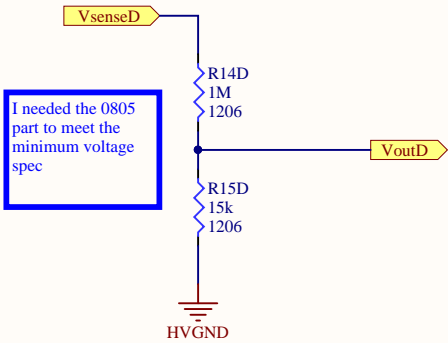 VsenseD
R14D
1M
1206
I needed the 0805
part to meet the
minimum voltage
spec
VoutD
R15D
15k
1206
HVGND